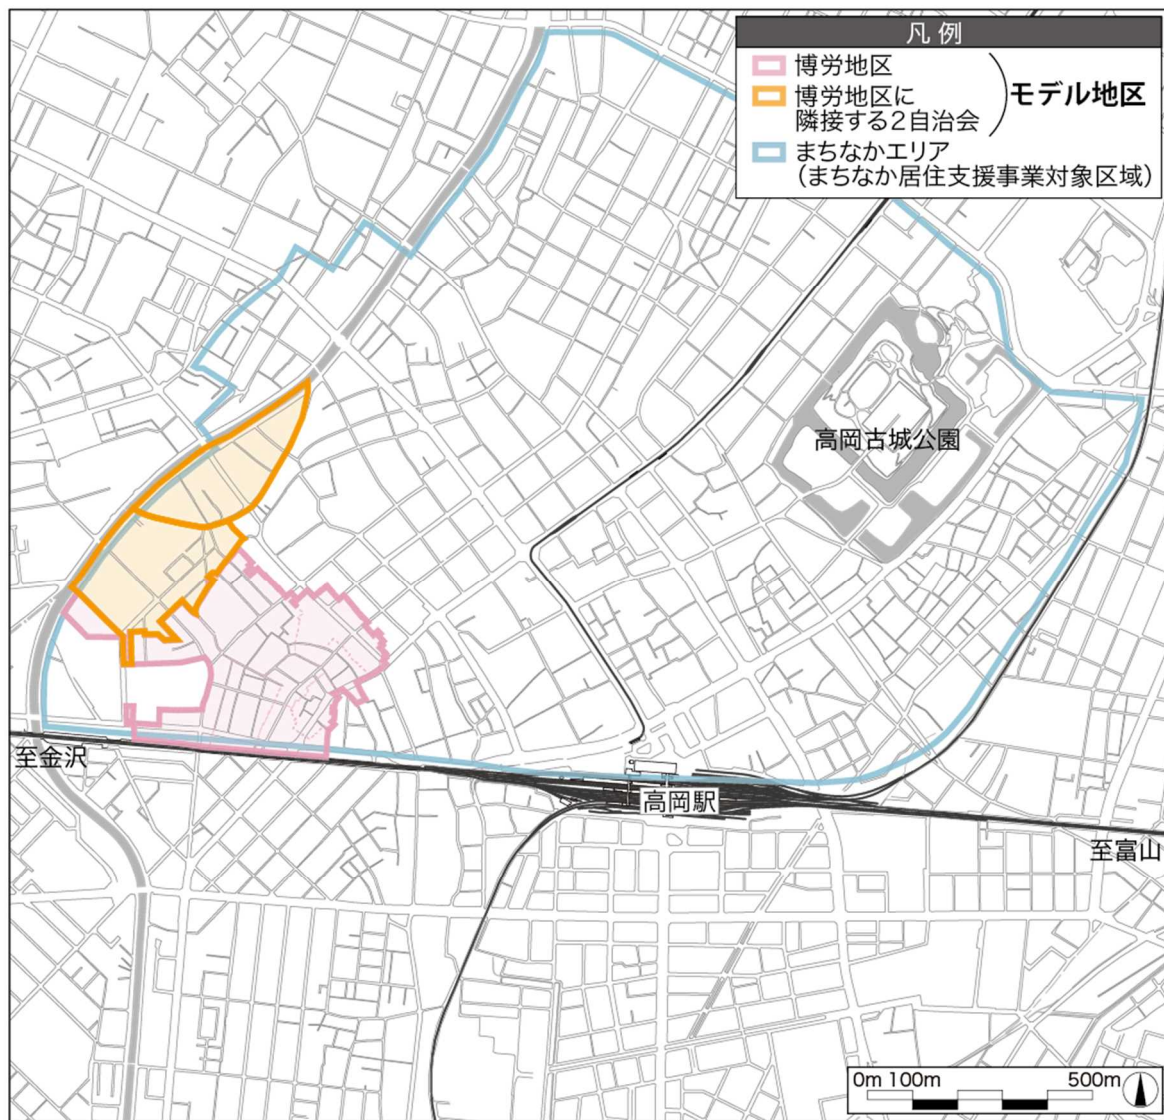 凡例
博労地区
博労地区に
隣接する2自治会
モデル地区
まちなかエリア
（まちなか居住支援事業対象区域）
高岡古城公園
至金沢
高岡駅
至富山
0m 100m 500m